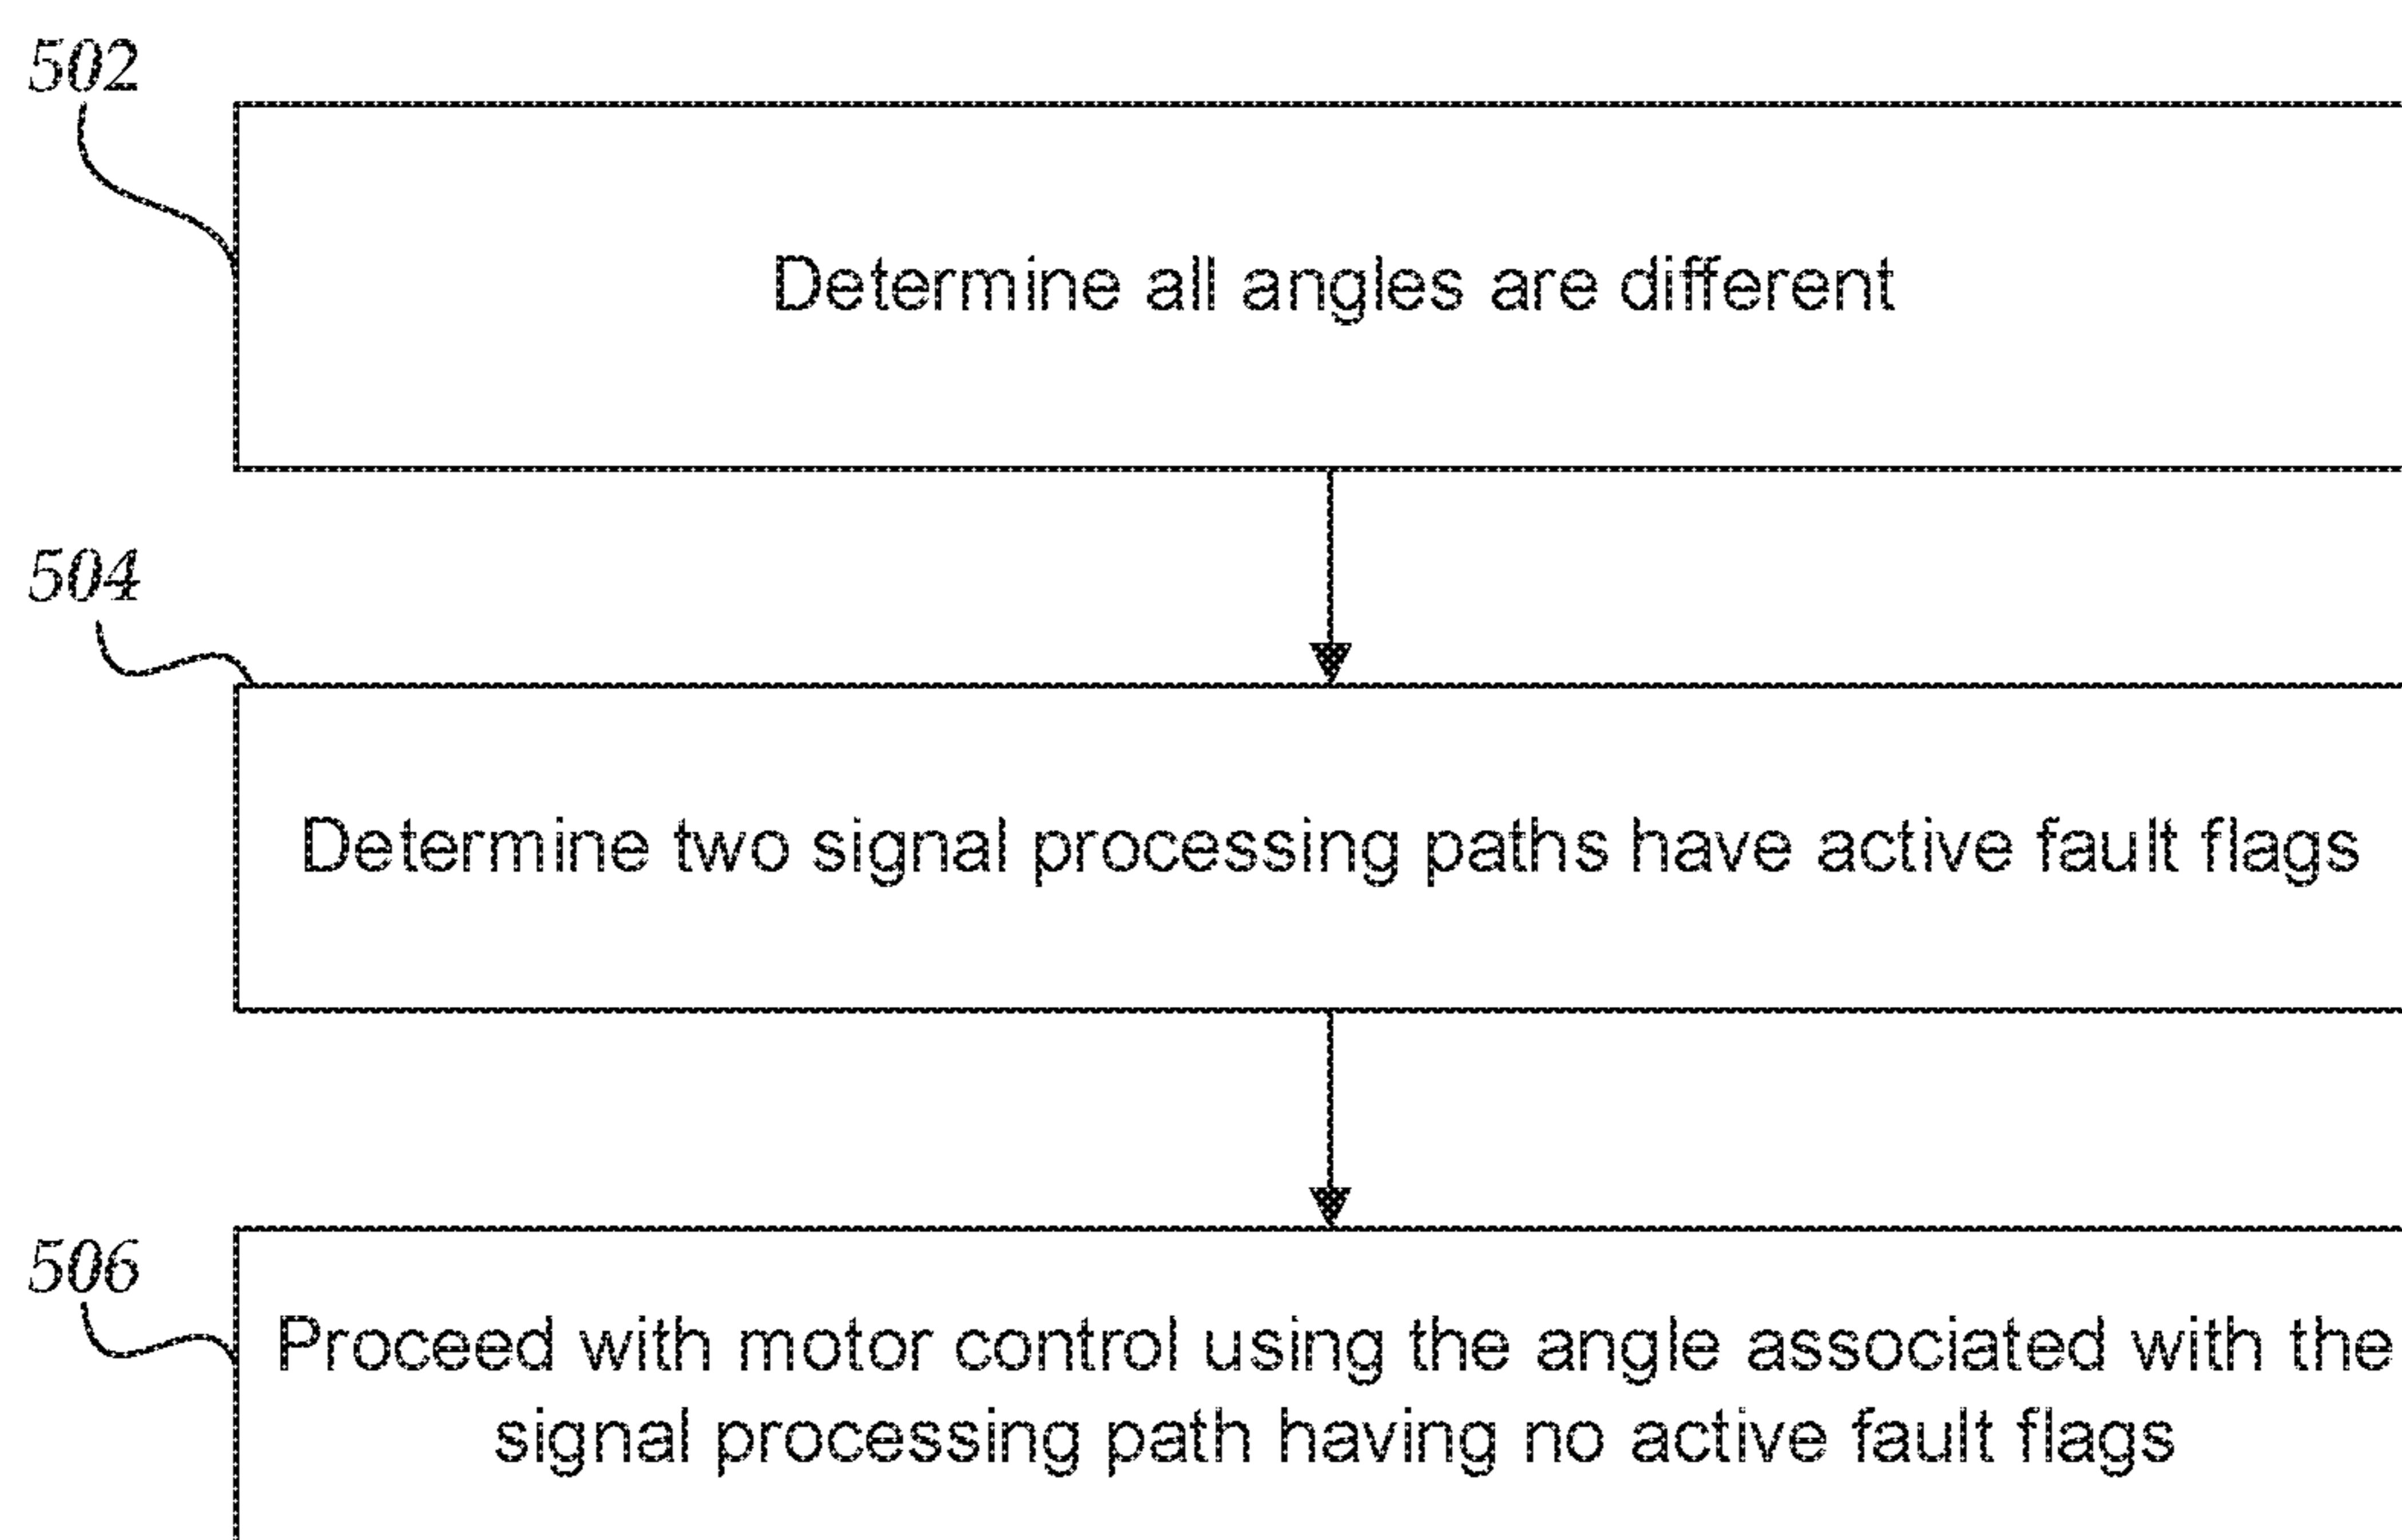 502
Determine all angles are different
504
Determine two signal processing paths have active fault flags
506
Proceed with motor control using the angle associated with the
signal processing path having no active fault flags